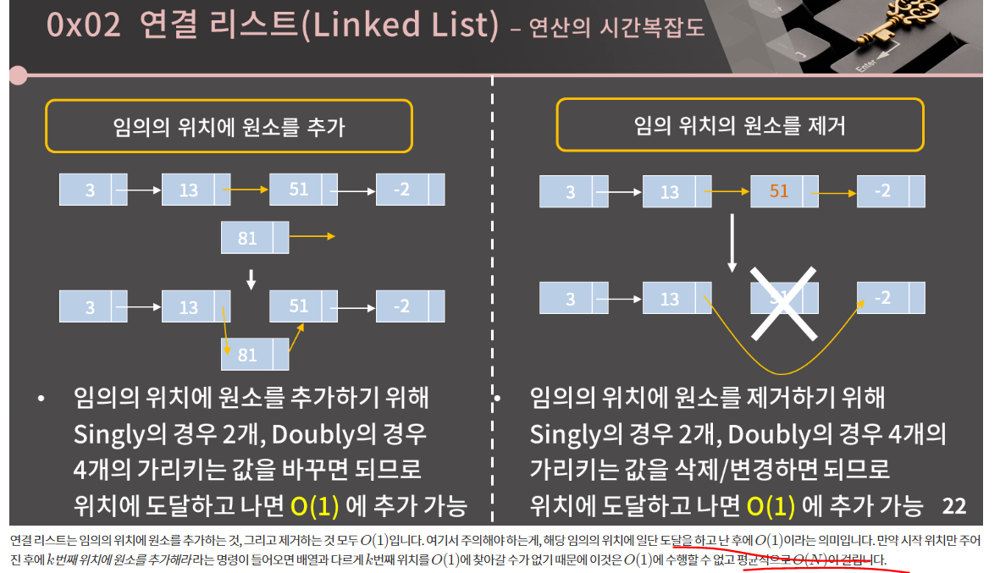 0x02 연결 리스트(Linked List) – 연산의 시간복잡도
Enter
임의의 위치에 원소를 추가
3 13 51 -2
81
3 13 51 -2
81
• 임의의 위치에 원소를 추가하기 위해
Singly의 경우 2개, Doubly의 경우
4개의 가리키는 값을 바꾸면 되므로
위치에 도달하고 나면 O(1) 에 추가 가능
임의 위치의 원소를 제거
3 13 51 -2
3 13 51 -2
• 임의의 위치에 원소를 제거하기 위해
Singly의 경우 2개, Doubly의 경우 4개의
가리키는 값을 삭제/변경하면 되므로
위치에 도달하고 나면 O(1) 에 추가 가능
22
연결 리스트는 임의의 위치에 원소를 추가하는 것, 그리고 제거하는 것 모두 O(1)입니다. 여기서 주의해야 하는게, 해당 임의의 위치에 일단 도달을 하고 난 후에 O(1)이라는 의미입니다. 만약 시작 위치만 주어
진 후에 k번째 위치에 원소를 추가해라라는 명령이 들어오면 배열과 다르게 k번째 위치를 O(1)에 찾아갈 수가 없기 때문에 이것은 O(1)에 수행할 수 없고 평균적으로 O(N)이 걸립니다.